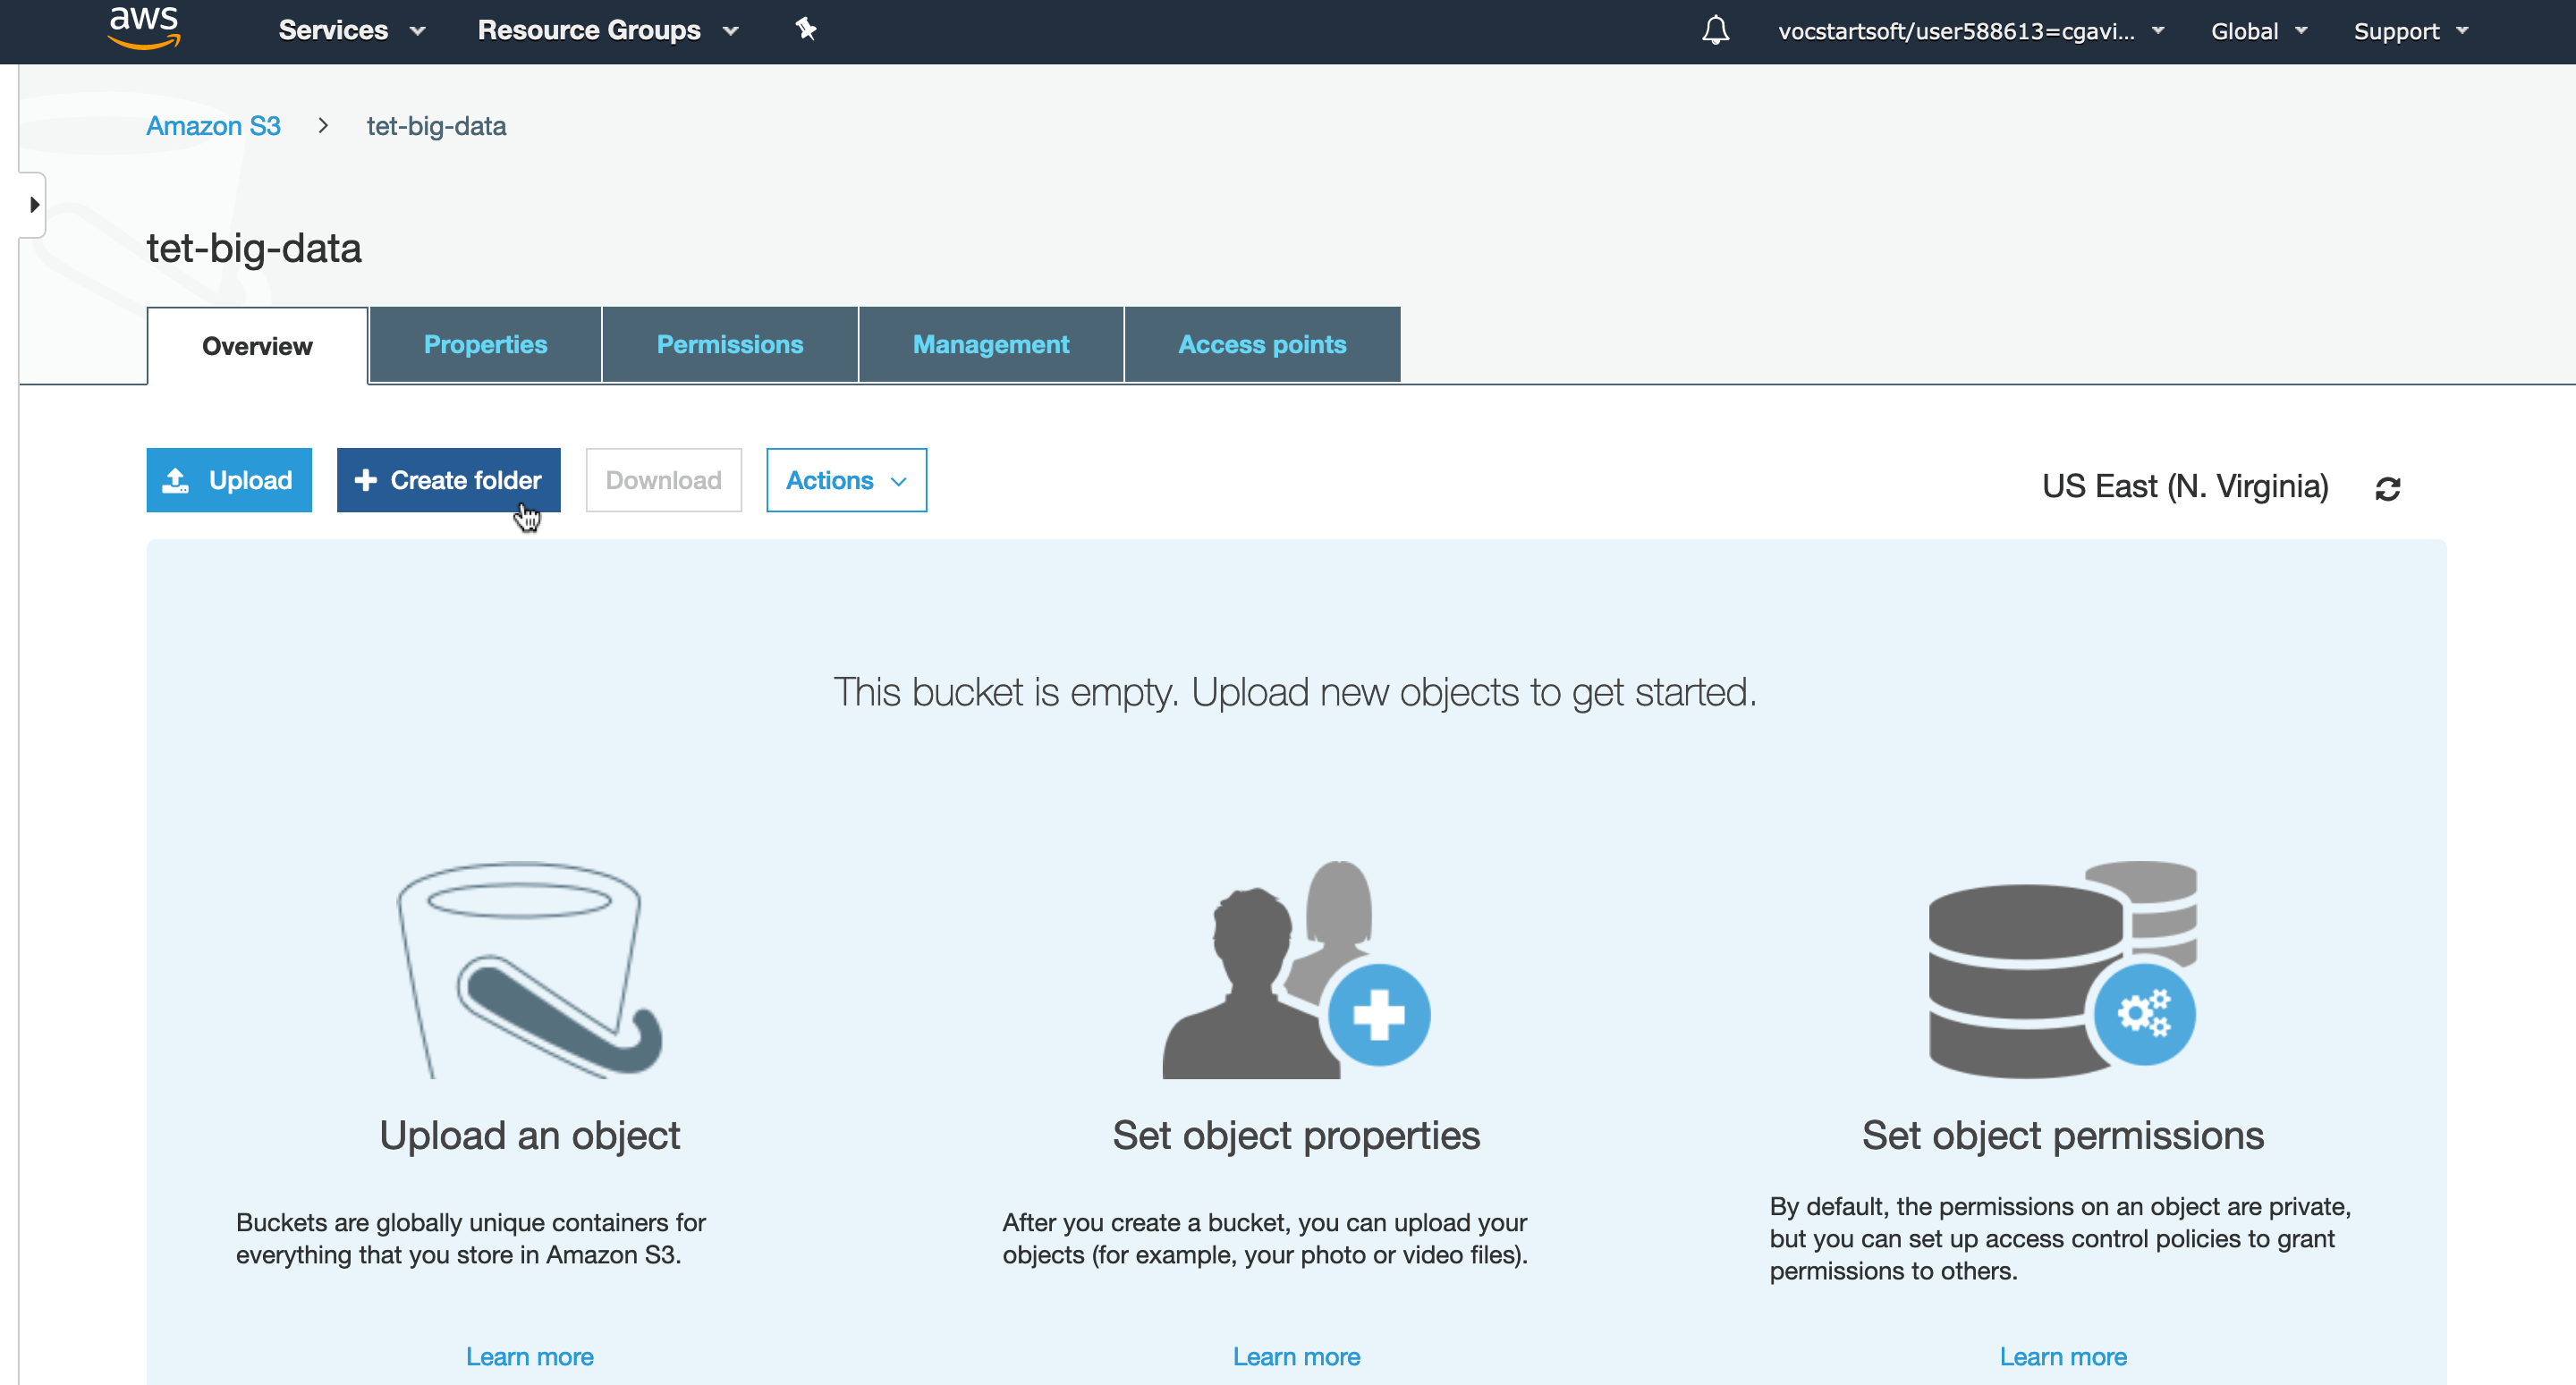 aws Services Resource Groups vocstartsoft/user588613=cgavi... Global Support
Amazon S3 > tet-big-data
tet-big-data
Overview Properties Permissions Management Access points
Upload Create folder Download Actions US East (N. Virginia)
This bucket is empty. Upload new objects to get started.
Upload an object
Buckets are globally unique containers for
everything that you store in Amazon S3.
Learn more
Set object properties
After you create a bucket, you can upload your
objects (for example, your photo or video files).
Learn more
Set object permissions
By default, the permissions on an object are private,
but you can set up access control policies to grant
permissions to others.
Learn more